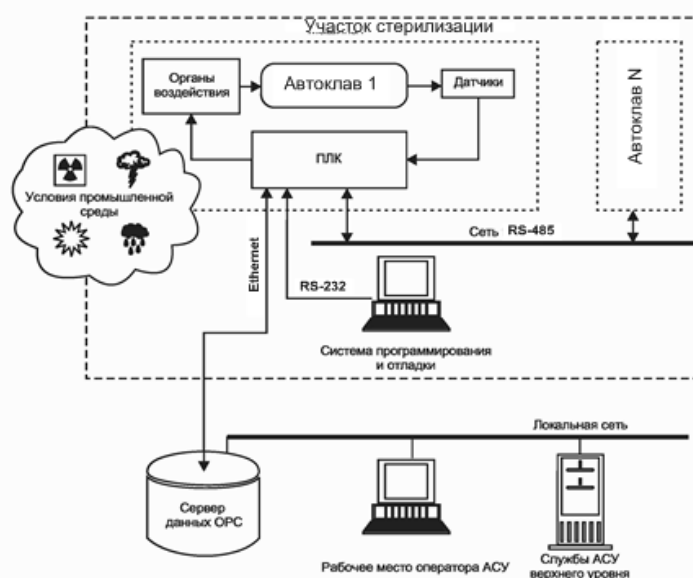 Участок стерилизации
Органы
воздействия
Автоклав 1
Датчики
Автоклав N
ПЛК
Условия промышленной
среды
Сеть RS-485
Ethernet
RS-232
Система программирования
и отладки
Локальная сеть
Сервер
данных ОРС
Рабочее место оператора АСУ
Службы АСУ
верхнего уровня